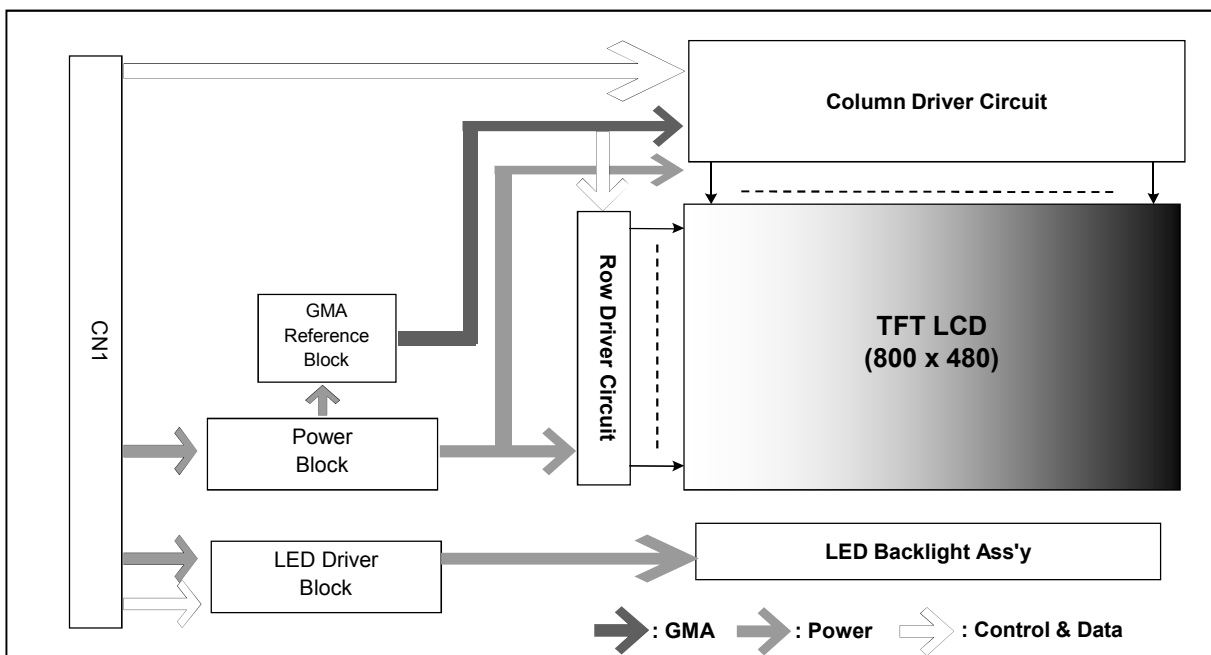 CN1
Column Driver Circuit
GMA
Reference
Block
Row Driver Circuit
TFT LCD
(800 x 480)
Power
Block
LED Driver
Block
LED Backlight Ass'y
: GMA
: Power
: Control & Data